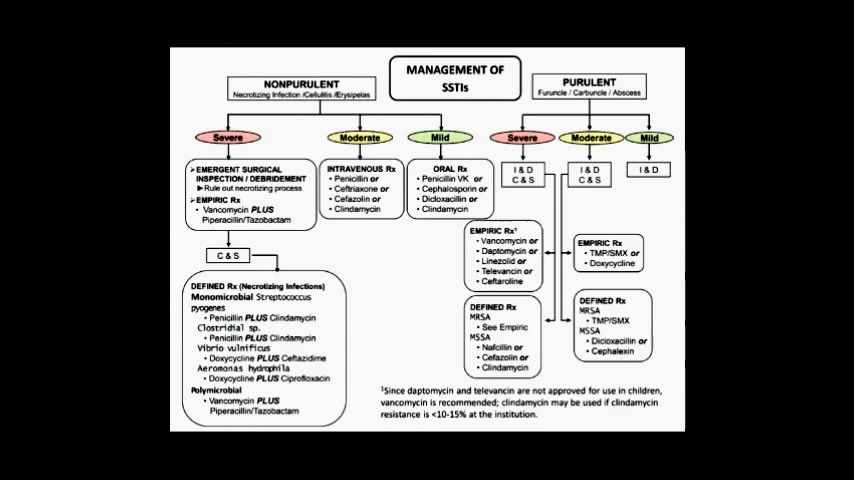 MANAGEMENT OF
SSTIs
NONPURULENT
Necrotizing Infection /Cellulitis /Erysipelas
PURULENT
Furuncle / Carbuncle / Abscess
Severe
Moderate
Mild
Severe
Moderate
Mild
➢EMERGENT SURGICAL
INSPECTION / DEBRIDEMENT
► Rule out necrotizing process
➢EMPIRIC Rx
• Vancomycin PLUS
Piperacillin/Tazobactam
INTRAVENOUS Rx
• Penicillin or
• Ceftriaxone or
• Cefazolin or
• Clindamycin
ORAL Rx
• Penicillin VK or
• Cephalosporin or
• Dicloxacillin or
• Clindamycin
I & D
C & S
I & D
C & S
I & D
C & S
EMPIRIC Rx¹
• Vancomycin or
• Daptomycin or
• Linezolid or
• Televancin or
• Ceftaroline
EMPIRIC Rx
• TMP/SMX or
• Doxycycline
DEFINED Rx (Necrotizing Infections)
Monomicrobial Streptococcus
pyogenes
• Penicillin PLUS Clindamycin
Clostridial sp.
• Penicillin PLUS Clindamycin
Vibrio vulnificus
• Doxycycline PLUS Ceftazidime
Aeromonas hydrophila
• Doxycycline PLUS Ciprofloxacin
Polymicrobial
• Vancomycin PLUS
Piperacillin/Tazobactam
DEFINED Rx
MRSA
• See Empiric
MSSA
• Nafcillin or
• Cefazolin or
• Clindamycin
DEFINED Rx
MRSA
• TMP/SMX
MSSA
• Dicloxacillin or
• Cephalexin
¹Since daptomycin and televancin are not approved for use in children,
vancomycin is recommended; clindamycin may be used if clindamycin
resistance is <10-15% at the institution.